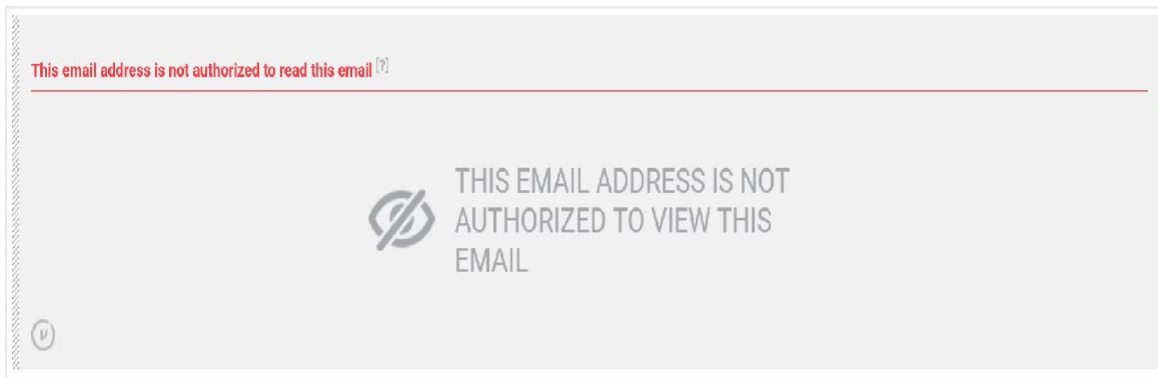 This email address is not authorized to read this email [?]
THIS EMAIL ADDRESS IS NOT
AUTHORIZED TO VIEW THIS
EMAIL
V